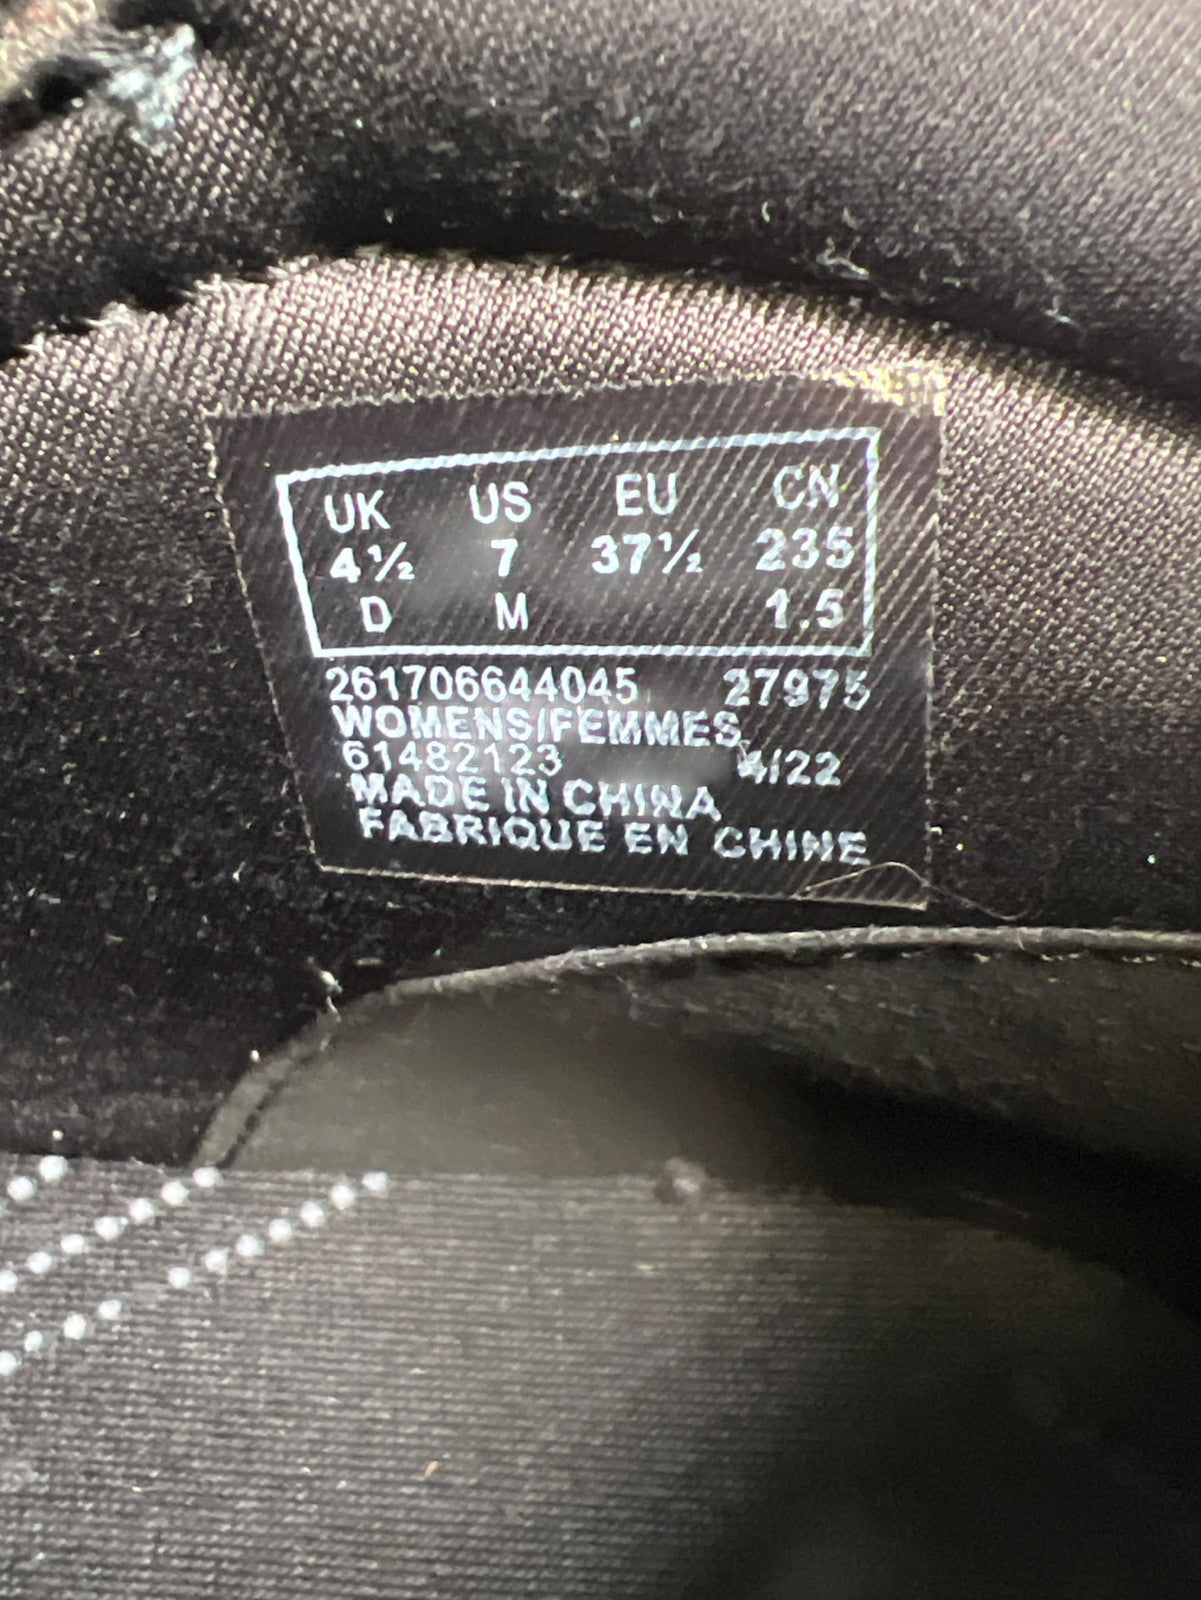 UK US EU CN
4½ 7 37½ 235
D M 1.5
261706644045 27975
WOMENS/FEMMES
61482123 4/22
MADE IN CHINA
FABRIQUE EN CHINE